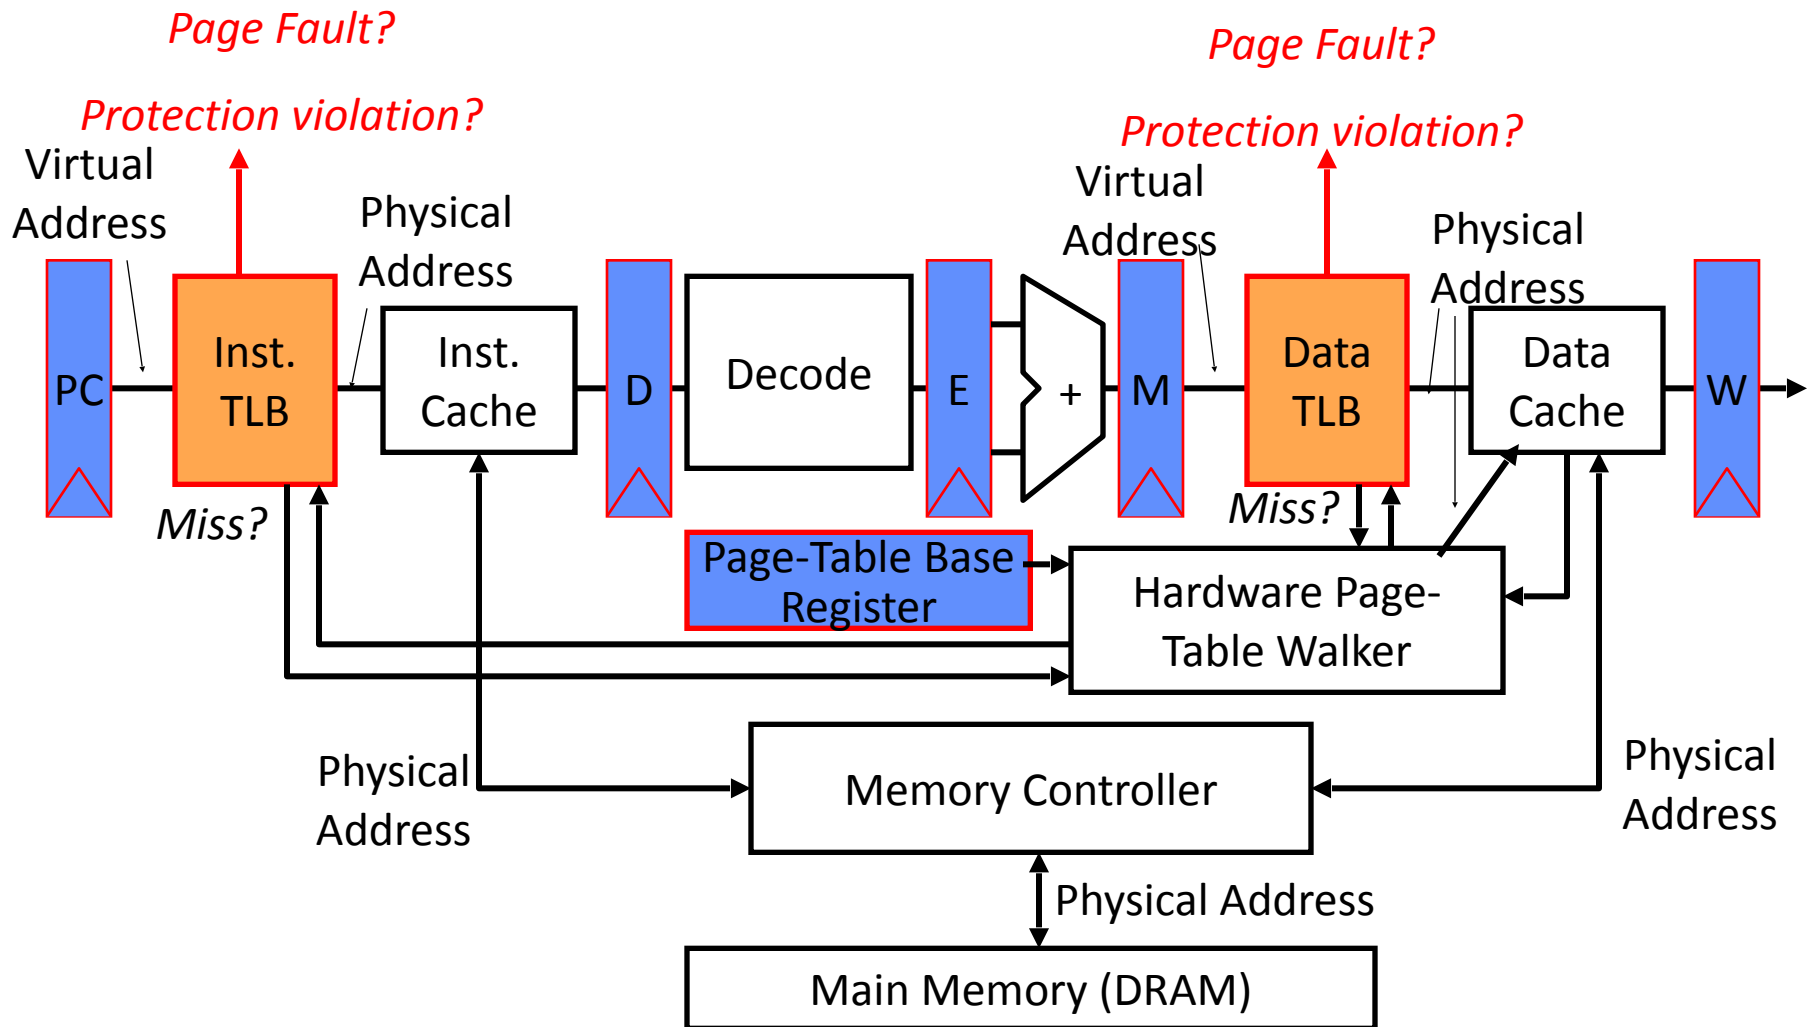 Page Fault?
Protection violation?
Page Fault?
Protection violation?
Virtual
Address
Physical
Address
Virtual
Address
Physical
Address
PC
Inst.
TLB
Inst.
Cache
D
Decode
E
+
M
Data
TLB
Data
Cache
W
Miss?
Miss?
Page-Table Base
Register
Hardware Page-
Table Walker
Physical
Address
Memory Controller
Physical
Address
Physical Address
Main Memory (DRAM)